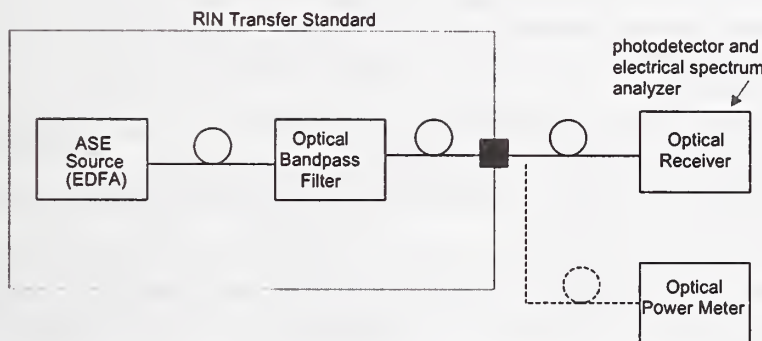 RIN Transfer Standard
photodetector and
electrical spectrum
analyzer
ASE
Source
(EDFA)
Optical
Bandpass
Filter
Optical
Receiver
Optical
Power Meter